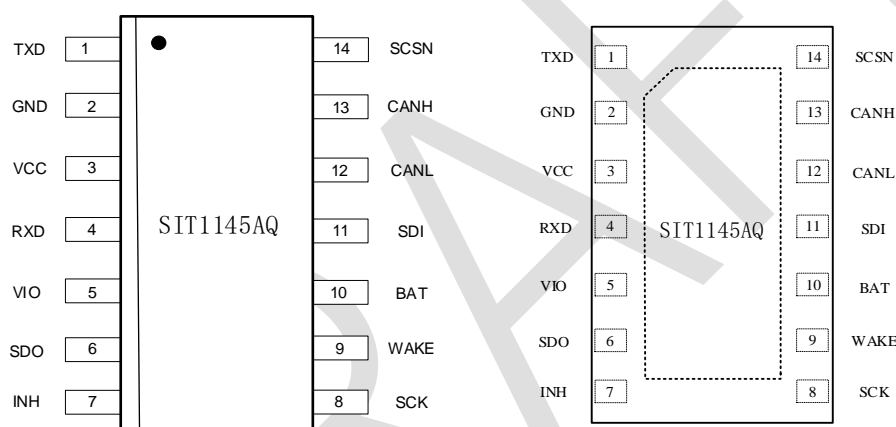 TXD 1 14 SCSN
GND 2 13 CANH
VCC 3 12 CANL
RXD 4 SIT1145AQ 11 SDI
VIO 5 10 BAT
SDO 6 9 WAKE
INH 7 8 SCK
TXD 1 14 SCSN
GND 2 13 CANH
VCC 3 12 CANL
RXD 4 SIT1145AQ 11 SDI
VIO 5 10 BAT
SDO 6 9 WAKE
INH 7 8 SCK